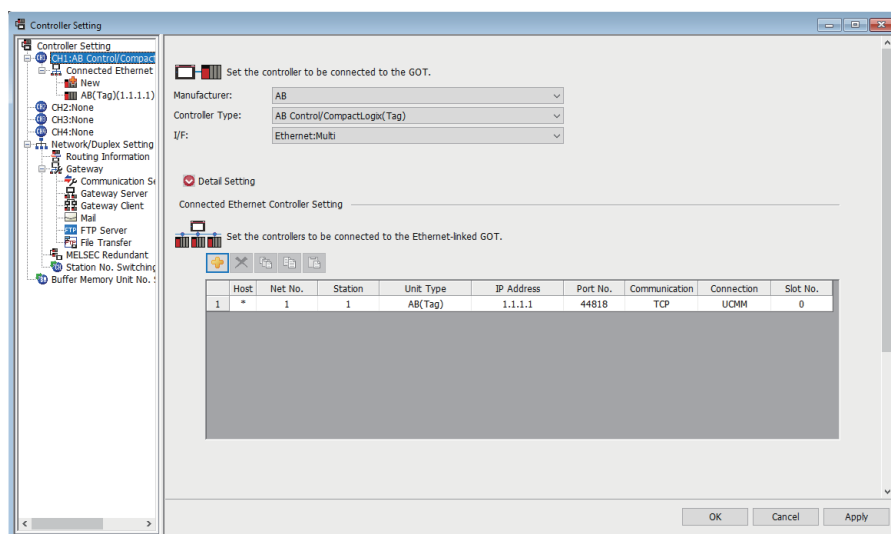 Controller Setting
Controller Setting
CH1:AB Control/Compact
Connected Ethernet
New
AB(Tag)(1.1.1.1)
CH2:None
CH3:None
CH4:None
Network/Duplex Setting
Routing Information
Gateway
Communication Se
Gateway Server
Gateway Client
Mail
FTP Server
File Transfer
MELSEC Redundant
Station No. Switching
Buffer Memory Unit No. S
Set the controller to be connected to the GOT.
Manufacturer: AB
Controller Type: AB Control/CompactLogix(Tag)
I/F: Ethernet:Multi
Detail Setting
Connected Ethernet Controller Setting
Set the controllers to be connected to the Ethernet-linked GOT.
Host Net No. Station Unit Type IP Address Port No. Communication Connection Slot No.
1 * 1 1 AB(Tag) 1.1.1.1 44818 TCP UCMM 0
OK Cancel Apply